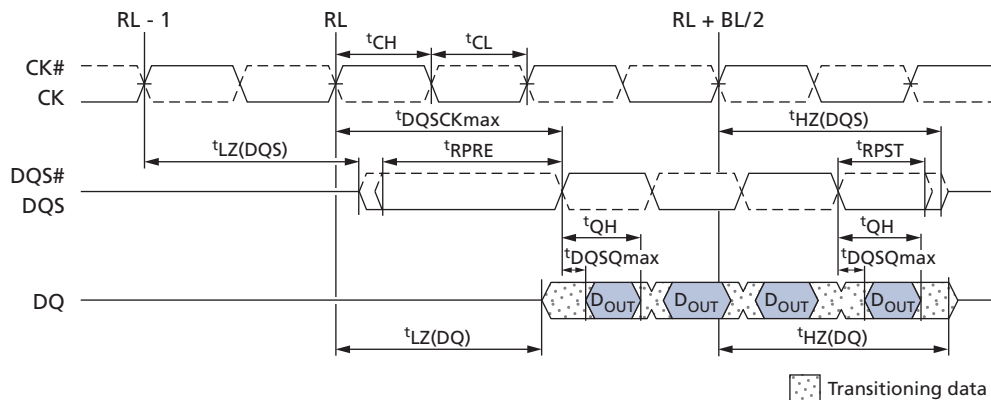 RL - 1
RL
RL + BL/2
tCH
tCL
CK#
CK
tDQSCKmax
tHZ(DQS)
tLZ(DQS)
tRPRE
tRPST
DQS#
DQS
tQH
tQH
tDQSQmax
tDQSQmax
DQ
DOUT
DOUT
DOUT
DOUT
tLZ(DQ)
tHZ(DQ)
Transitioning data